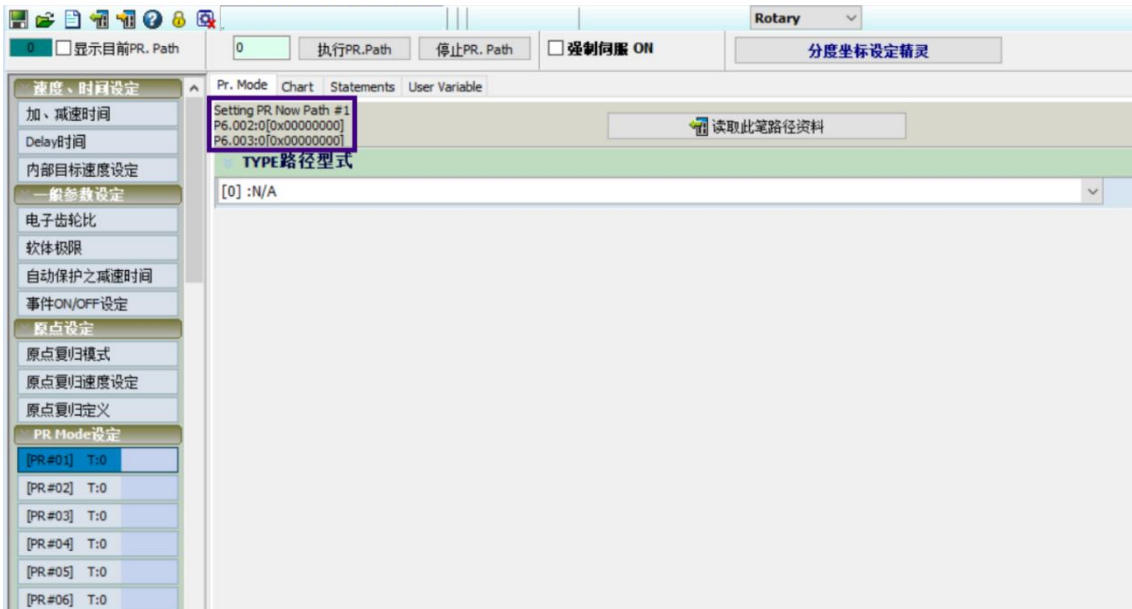 Rotary
0 显示目前PR. Path
0 执行PR.Path 停止PR. Path 强制伺服 ON 分度坐标设定精灵
Pr. Mode Chart Statements User Variable
Setting PR Now Path #1
P6.002:0[0x00000000]
P6.003:0[0x00000000]
读取此笔路径资料
TYPE路径型式
[0] :N/A
速度、时间设定
加、减速时间
Delay时间
内部目标速度设定
一般参数设定
电子齿轮比
软体极限
自动保护之减速时间
事件ON/OFF设定
原点设定
原点复归模式
原点复归速度设定
原点复归定义
PR Mode设定
[PR#01] T:0
[PR#02] T:0
[PR#03] T:0
[PR#04] T:0
[PR#05] T:0
[PR#06] T:0